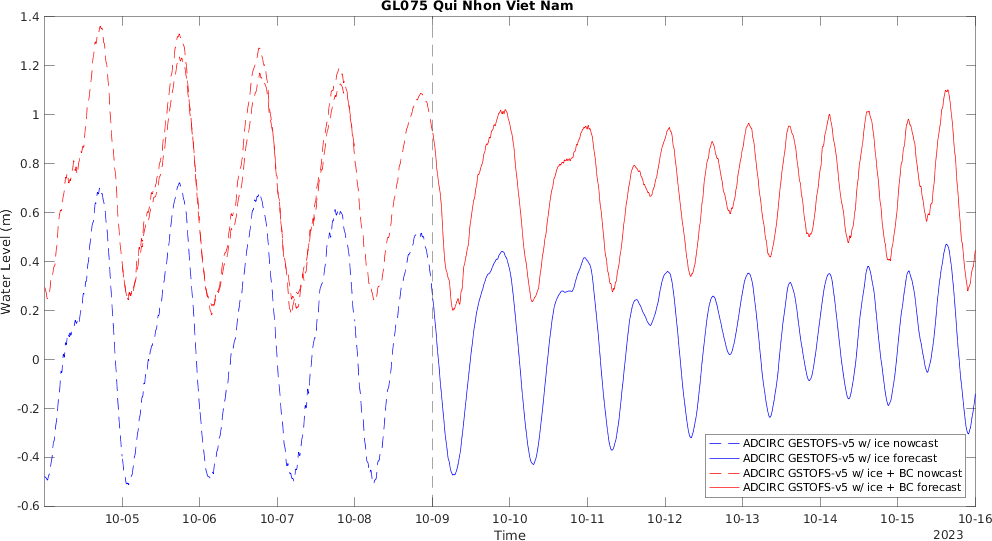 GL075 Qui Nhon Viet Nam
1.4
1.2
1
0.8
0.6
0.4
0.2
0
-0.2
-0.4
-0.6
Water Level (m)
ADCIRC GESTOFS-v5 w/ ice nowcast
ADCIRC GESTOFS-v5 w/ ice forecast
ADCIRC GSTOFS-v5 w/ ice + BC nowcast
ADCIRC GSTOFS-v5 w/ ice + BC forecast
10-05 10-06 10-07 10-08 10-09 10-10 10-11 10-12 10-13 10-14 10-15 10-16
Time
2023